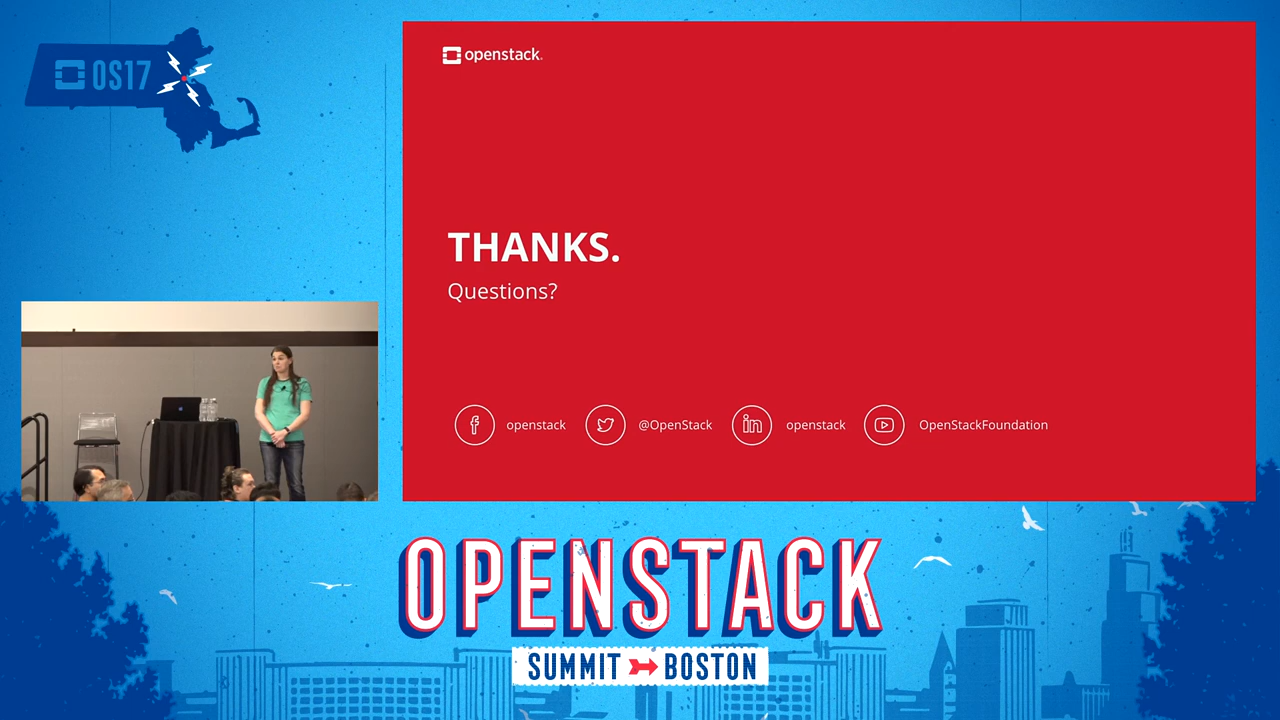 OS17
openstack.
THANKS.
Questions?
openstack
@OpenStack
openstack
OpenStackFoundation
OPENSTACK
SUMMIT BOSTON